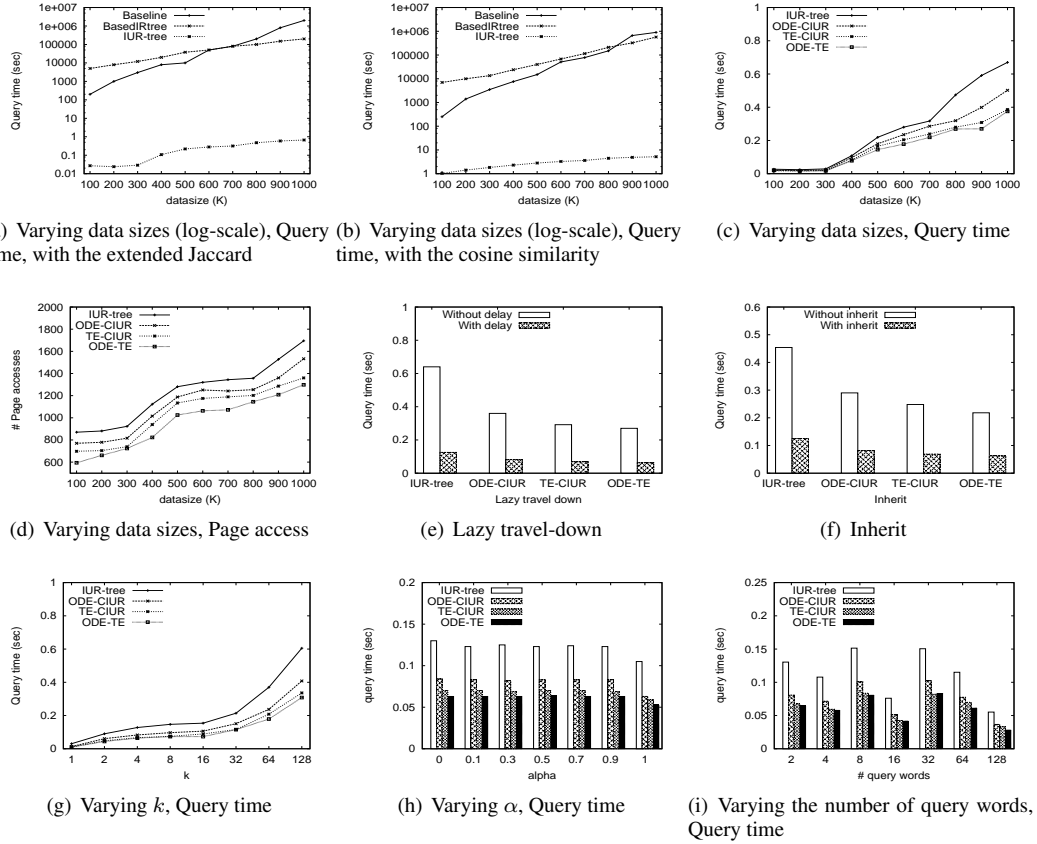 1e+007
1e+006
100000
10000
1000
100
10
1
0.1
0.01
Query time (sec)
Baseline
BasedIRtree
IUR-tree
100 200 300 400 500 600 700 800 900 1000
datasize (K)
) Varying data sizes (log-scale), Query
me, with the extended Jaccard
1e+007
1e+006
100000
10000
1000
100
10
1
Query time (sec)
Baseline
BasedIRtree
IUR-tree
100 200 300 400 500 600 700 800 900 1000
datasize (K)
(b) Varying data sizes (log-scale), Query
time, with the cosine similarity
1
0.8
0.6
0.4
0.2
0
Query time (sec)
IUR-tree
ODE-CIUR
TE-CIUR
ODE-TE
100 200 300 400 500 600 700 800 900 1000
datasize (K)
(c) Varying data sizes, Query time
2000
1800
1600
1400
1200
1000
800
600
# Page accesses
IUR-tree
ODE-CIUR
TE-CIUR
ODE-TE
100 200 300 400 500 600 700 800 900 1000
datasize (K)
(d) Varying data sizes, Page access
1
0.8
0.6
0.4
0.2
0
Query time (sec)
Without delay
With delay
IUR-tree ODE-CIUR TE-CIUR ODE-TE
Lazy travel down
(e) Lazy travel-down
0.6
0.5
0.4
0.3
0.2
0.1
0
Query time (sec)
Without inherit
With inherit
IUR-tree ODE-CIUR TE-CIUR ODE-TE
Inherit
(f) Inherit
1
0.8
0.6
0.4
0.2
0
Query time (sec)
IUR-tree
ODE-CIUR
TE-CIUR
ODE-TE
1 2 4 8 16 32 64 128
k
(g) Varying k, Query time
0.2
0.15
0.1
0.05
0
query time (sec)
IUR-tree
ODE-CIUR
TE-CIUR
ODE-TE
0 0.1 0.3 0.5 0.7 0.9 1
alpha
(h) Varying α, Query time
0.25
0.2
0.15
0.1
0.05
0
Query time (sec)
IUR-tree
ODE-CIUR
TE-CIUR
ODE-TE
2 4 8 16 32 64 128
# query words
(i) Varying the number of query words,
Query time